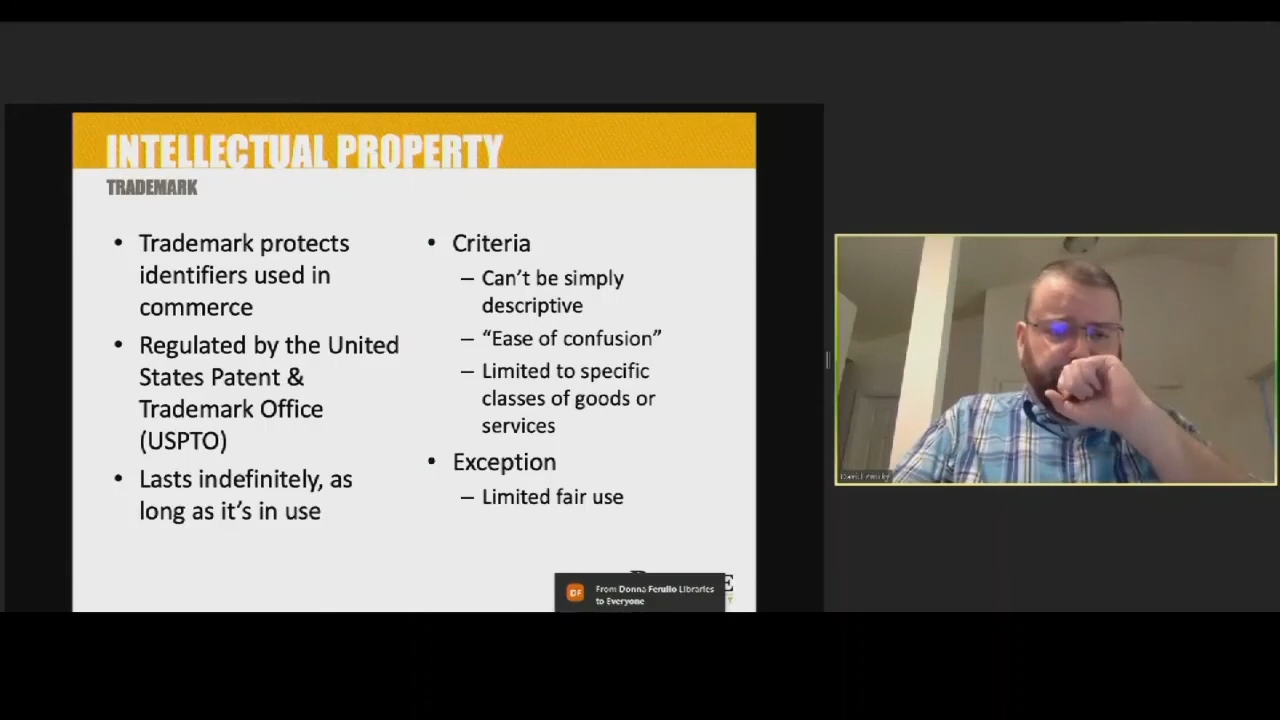 INTELLECTUAL PROPERTY
TRADEMARK
• Trademark protects
identifiers used in
commerce
• Regulated by the United
States Patent &
Trademark Office
(USPTO)
• Lasts indefinitely, as
long as it’s in use
• Criteria
– Can’t be simply
descriptive
– “Ease of confusion”
– Limited to specific
classes of goods or
services
• Exception
– Limited fair use
DF
From Donna Ferullo Libraries
to Everyone
David